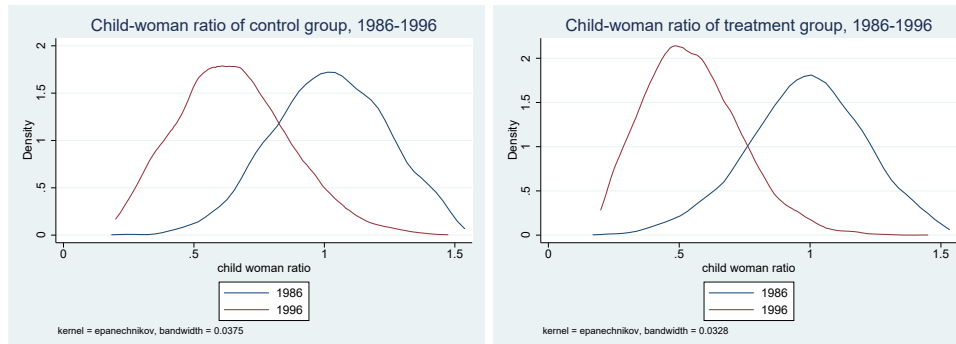 Child-woman ratio of control group, 1986-1996
2
1.5
1
.5
0
Density
0
.5
1
1.5
child woman ratio
1986
1996
kernel = epanechnikov, bandwidth = 0.0375
Child-woman ratio of treatment group, 1986-1996
2
1.5
1
.5
0
Density
0
.5
1
1.5
child woman ratio
1986
1996
kernel = epanechnikov, bandwidth = 0.0328